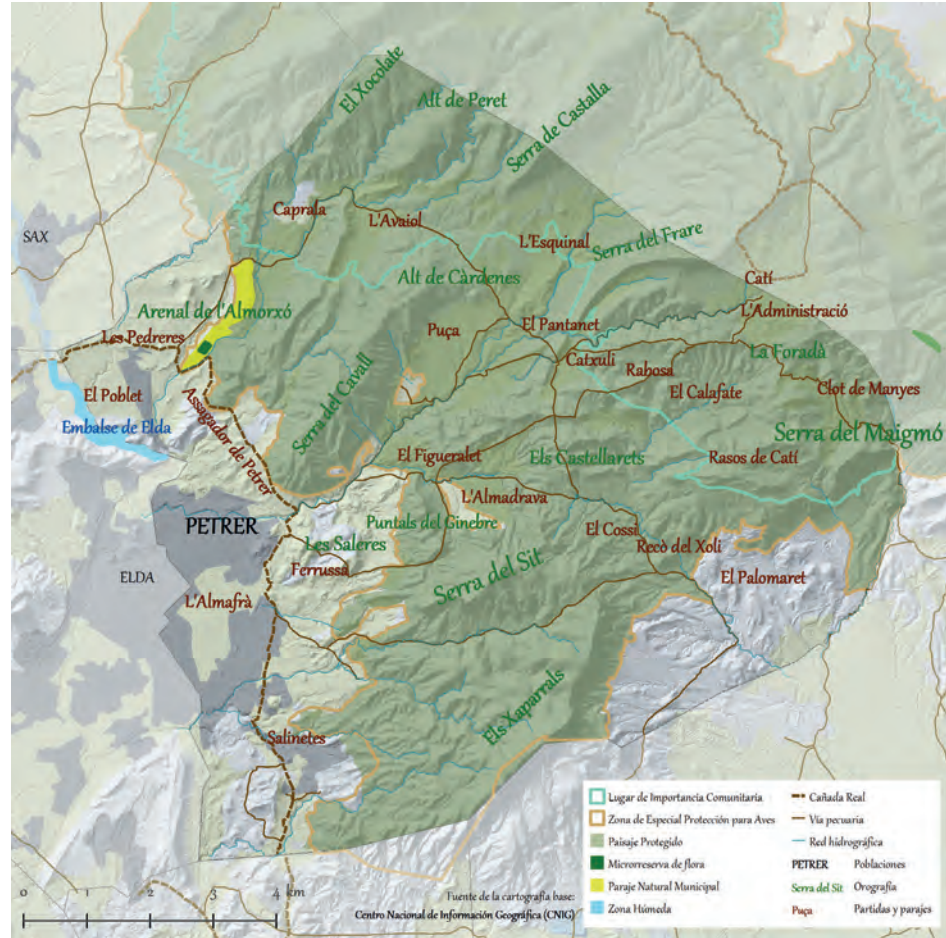 El Xocolate
Alt de Peret
Serra de Castalla
Caprala
L'Avaiol
SAX
L'Esquinal
Serra del Frare
Alt de Càrdenes
Catí
Arenal de l'Almorxó
L'Administració
Les Pedreres
Puça
El Pantanet
Catxuli
La Foradà
Rabosa
El Poblet
El Calafate
Clot de Manyes
Serra del Cavall
Assagador de Petrer
Embalse de Elda
Serra del Maigmó
El Figueralet
Els Castellarets
Rasos de Catí
L'Almadrava
PETRER
Puntals del Ginebre
El Cossi
Les Saleres
Recò del Xoli
ELDA
Ferrussa
Serra del Sit
El Palomaret
L'Almafrà
Els Xaparrals
Salinetes
Lugar de Importancia Comunitaria
Zona de Especial Protección para Aves
Paisaje Protegido
Microrreserva de flora
Paraje Natural Municipal
Zona Húmeda
Cañada Real
Vía pecuaria
Red hidrográfica
PETRER Poblaciones
Serra del Sit Orografía
Puça Partidas y parajes
0 1 2 4 km
Fuente de la cartografía base:
Centro Nacional de Información Geográfica (CNIG)